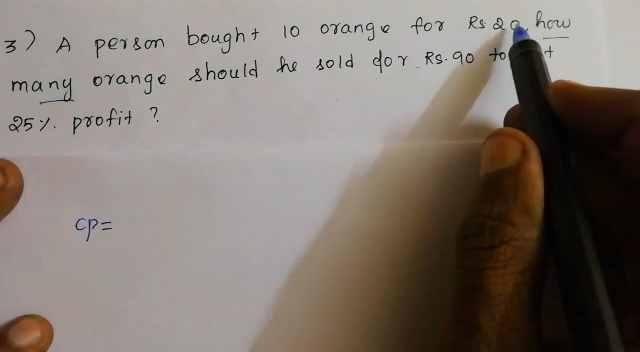 3) A person bought 10 orange for Rs 20 how
many orange should he sold dor Rs.90 to
25%. profit ?
CP=